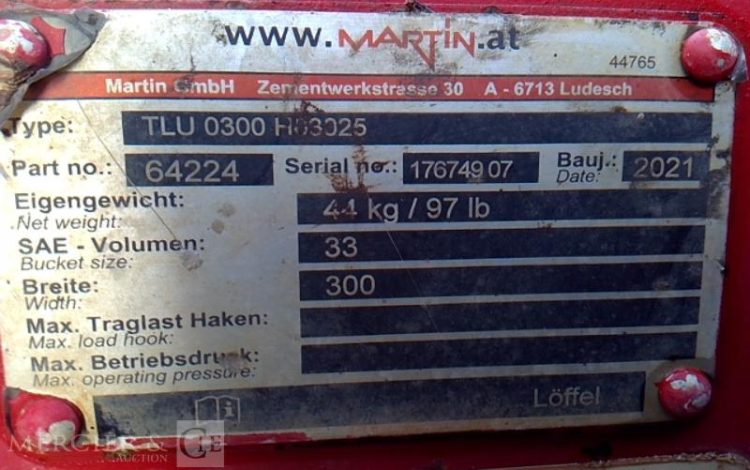 www.MARTIN.at
44765
Martin GmbH Zementwerkstrasse 30 A - 6713 Ludesch
Type: TLU 0300 H03025
Part no.: 64224 Serial no.: 176749 07 Bauj.: 2021
Date:
Eigengewicht: 44 kg / 97 lb
Net weight:
SAE - Volumen: 33
Bucket size:
Breite: 300
Width:
Max. Traglast Haken:
Max. load hook:
Max. Betriebsdruck:
Max. operating pressure:
Löffel
MERCIER &
AUCTION